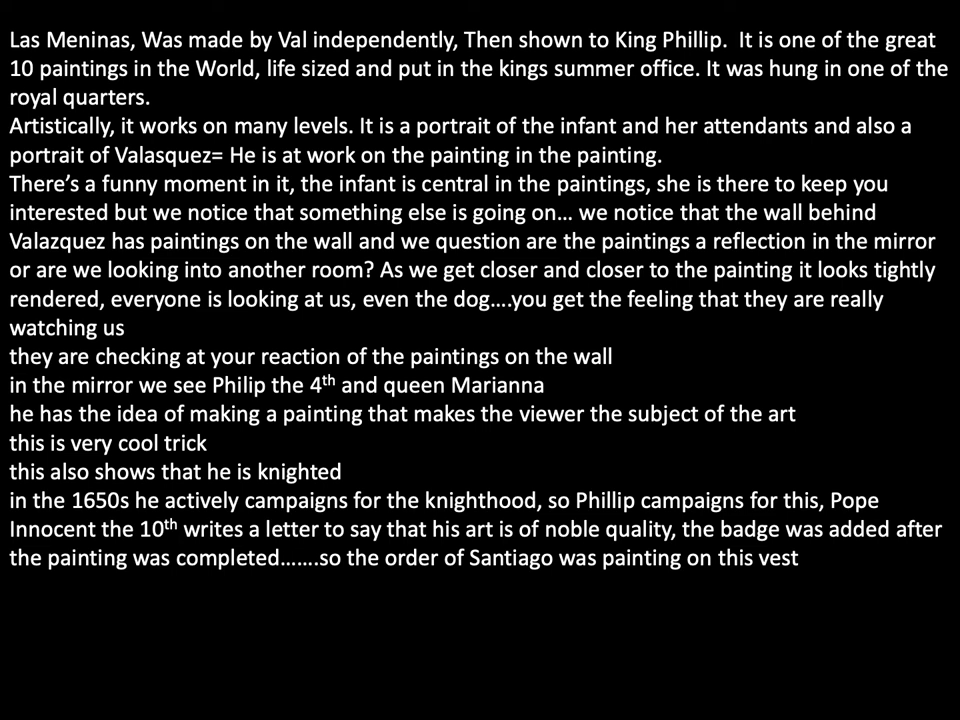 Las Meninas, Was made by Val independently, Then shown to King Phillip.  It is one of the great
10 paintings in the World, life sized and put in the kings summer office. It was hung in one of the
royal quarters.
Artistically, it works on many levels. It is a portrait of the infant and her attendants and also a
portrait of Valasquez= He is at work on the painting in the painting.
There’s a funny moment in it, the infant is central in the paintings, she is there to keep you
interested but we notice that something else is going on… we notice that the wall behind
Valazquez has paintings on the wall and we question are the paintings a reflection in the mirror
or are we looking into another room? As we get closer and closer to the painting it looks tightly
rendered, everyone is looking at us, even the dog….you get the feeling that they are really
watching us
they are checking at your reaction of the paintings on the wall
in the mirror we see Philip the 4th and queen Marianna
he has the idea of making a painting that makes the viewer the subject of the art
this is very cool trick
this also shows that he is knighted
in the 1650s he actively campaigns for the knighthood, so Phillip campaigns for this, Pope
Innocent the 10th writes a letter to say that his art is of noble quality, the badge was added after
the painting was completed…….so the order of Santiago was painting on this vest